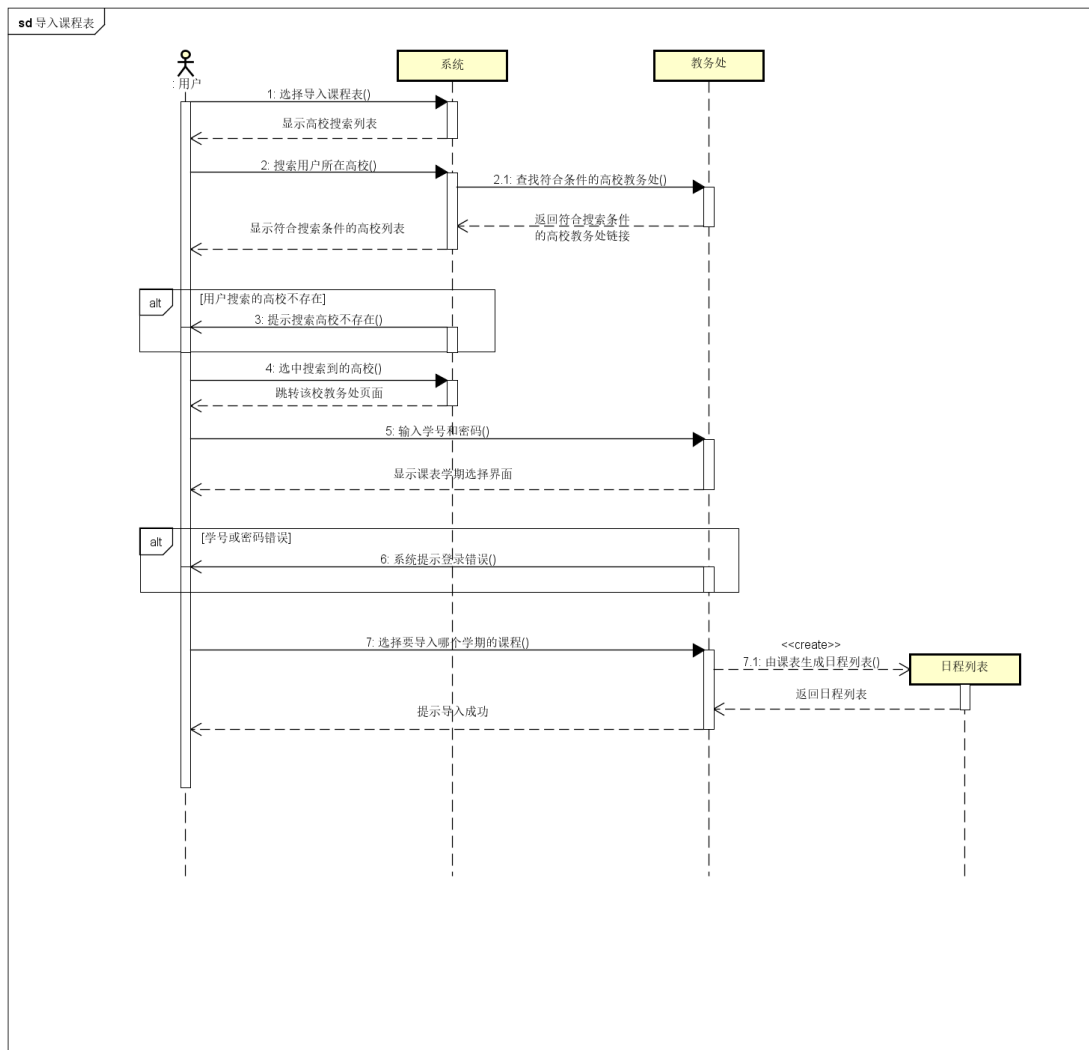 sd 导入课程表
: 用户
系统
教务处
1: 选择导入课程表()
显示高校搜索列表
2: 搜索用户所在高校()
2.1: 查找符合条件的高校教务处()
返回符合搜索条件
的高校教务处链接
显示符合搜索条件的高校列表
alt
[用户搜索的高校不存在]
3: 提示搜索高校不存在()
4: 选中搜索到的高校()
跳转该校教务处页面
5: 输入学号和密码()
显示课表学期选择界面
alt
[学号或密码错误]
6: 系统提示登录错误()
7: 选择要导入哪个学期的课程()
<<create>>
7.1: 由课表生成日程列表()
日程列表
返回日程列表
提示导入成功